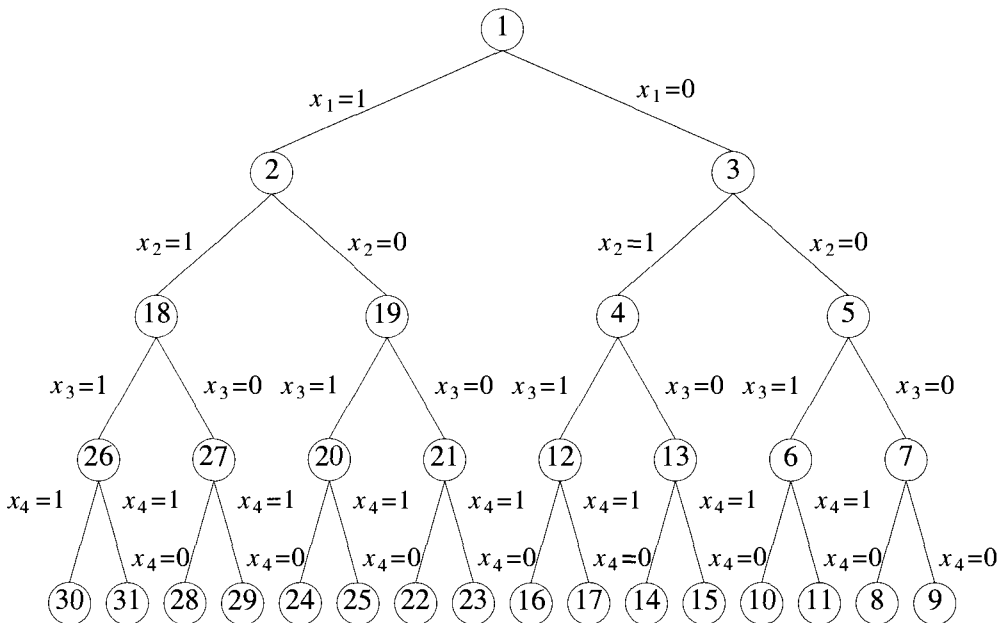 1
x1=1 x1=0
2 3
x2=1 x2=0 x2=1 x2=0
18 19 4 5
x3=1 x3=0 x3=1 x3=0 x3=1 x3=0 x3=1 x3=0
26 27 20 21 12 13 6 7
x4=1 x4=1 x4=1 x4=1 x4=1 x4=1 x4=1 x4=1
x4=0 x4=0 x4=0 x4=0 x4=0 x4=0 x4=0 x4=0
30 31 28 29 24 25 22 23 16 17 14 15 10 11 8 9